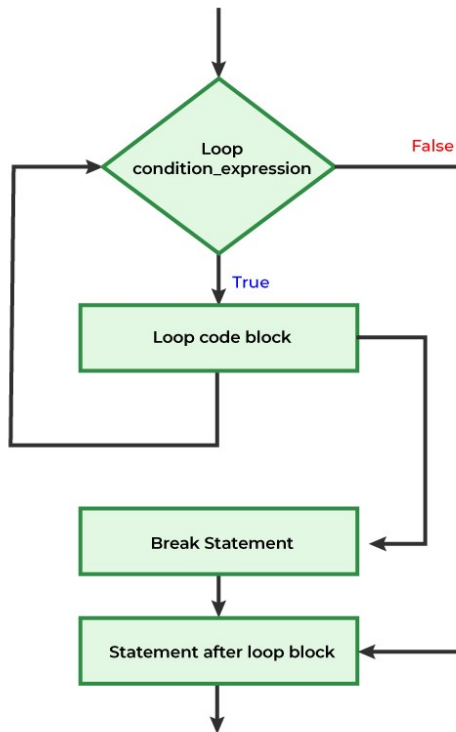 Loop
condition_expression
False
True
Loop code block
Break Statement
Statement after loop block